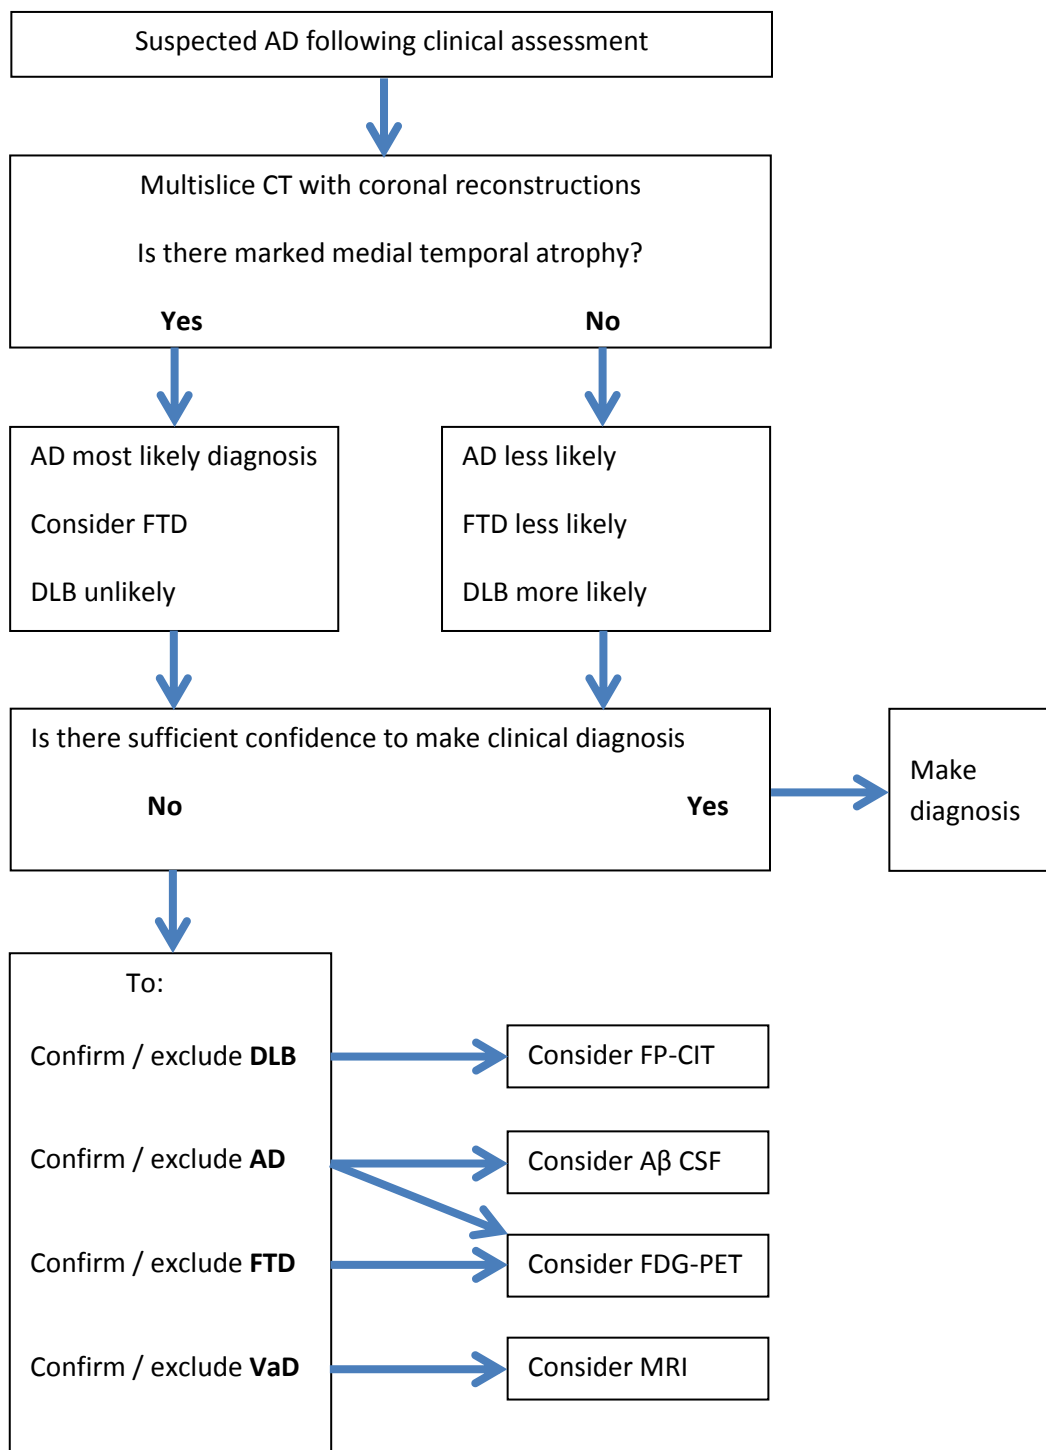 Suspected AD following clinical assessment
Multislice CT with coronal reconstructions
Is there marked medial temporal atrophy?
Yes
No
AD most likely diagnosis
Consider FTD
DLB unlikely
AD less likely
FTD less likely
DLB more likely
Is there sufficient confidence to make clinical diagnosis
No
Yes
Make
diagnosis
To:
Confirm / exclude DLB
Consider FP-CIT
Confirm / exclude AD
Consider Aβ CSF
Confirm / exclude FTD
Consider FDG-PET
Confirm / exclude VaD
Consider MRI